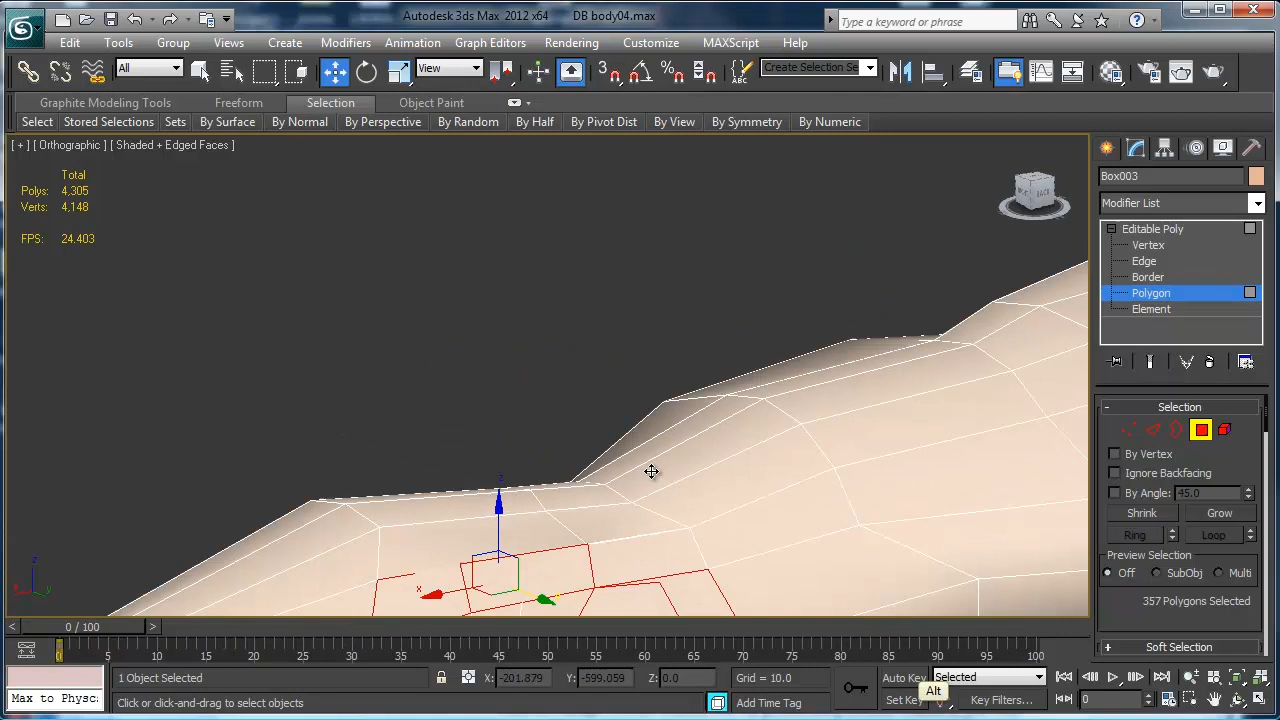 Autodesk 3ds Max 2012 x64 DB body04.max
Type a keyword or phrase
Edit Tools Group Views Create Modifiers Animation Graph Editors Rendering Customize MAXScript Help
All View Create Selection Se
Graphite Modeling Tools Freeform Selection Object Paint
Select Stored Selections Sets By Surface By Normal By Perspective By Random By Half By Pivot Dist By View By Symmetry By Numeric
[ + ] [ Orthographic ] [ Shaded + Edged Faces ]
Total
Polys: 4,305
Verts: 4,148
FPS: 24.403
BACK
z
x
z
x y
Box003
Modifier List
Editable Poly
Vertex
Edge
Border
Polygon
Element
- Selection
By Vertex
Ignore Backfacing
By Angle: 45.0
Shrink Grow
Ring Loop
Preview Selection
Off SubObj Multi
357 Polygons Selected
+ Soft Selection
< 0 / 100 >
0 5 10 15 20 25 30 35 40 45 50 55 60 65 70 75 80 85 90 95 100
1 Object Selected X: -201.879 Y: -599.059 Z: 0.0 Grid = 10.0 Auto Key Selected
Max to Physcs Click or click-and-drag to select objects Add Time Tag Set Key Key Filters... 0
Alt